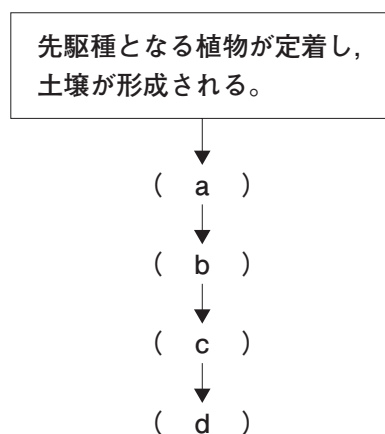 先駆種となる植物が定着し，
土壌が形成される。
（　a　）
（　b　）
（　c　）
（　d　）